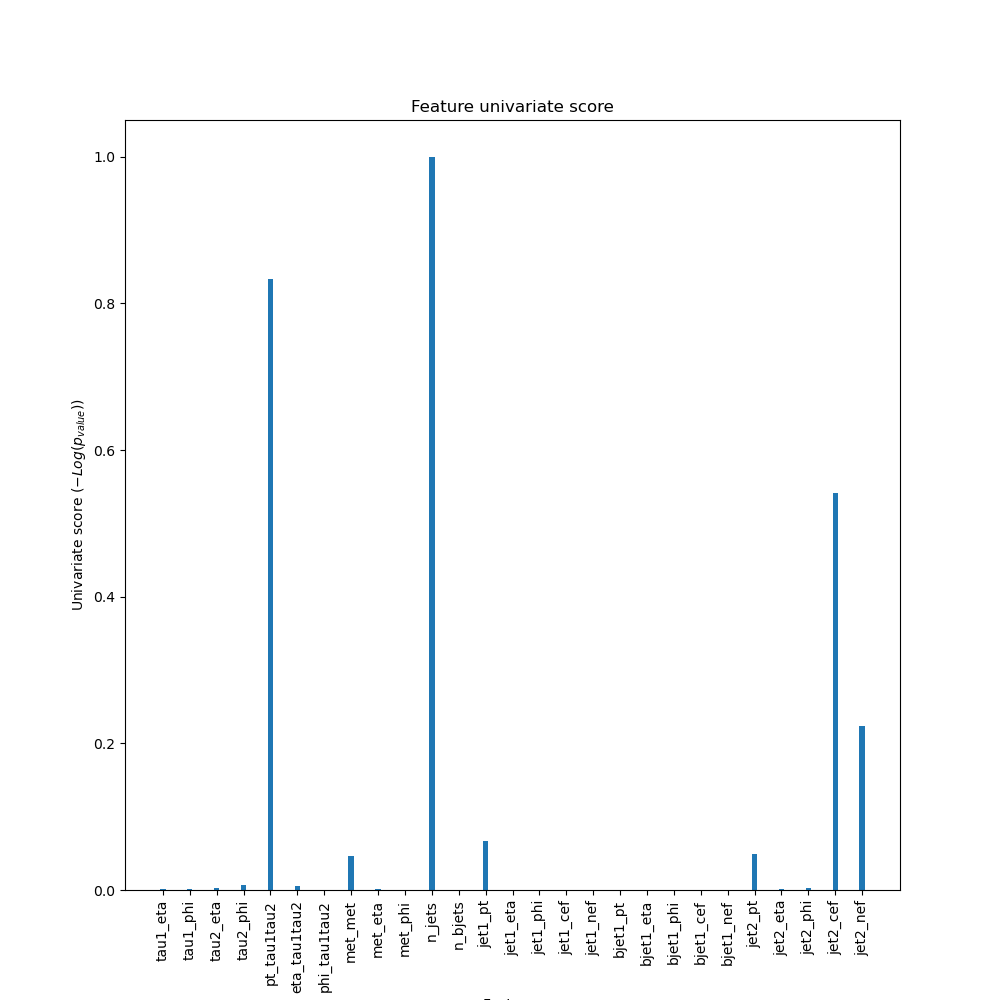 Feature univariate score
Univariate score (−Log(p_value))
1.0
0.8
0.6
0.4
0.2
0.0
tau1_eta
tau1_phi
tau2_eta
tau2_phi
pt_tau1tau2
eta_tau1tau2
phi_tau1tau2
met_met
met_eta
met_phi
n_jets
n_bjets
jet1_pt
jet1_eta
jet1_phi
jet1_cef
jet1_nef
bjet1_pt
bjet1_eta
bjet1_phi
bjet1_cef
bjet1_nef
jet2_pt
jet2_eta
jet2_phi
jet2_cef
jet2_nef